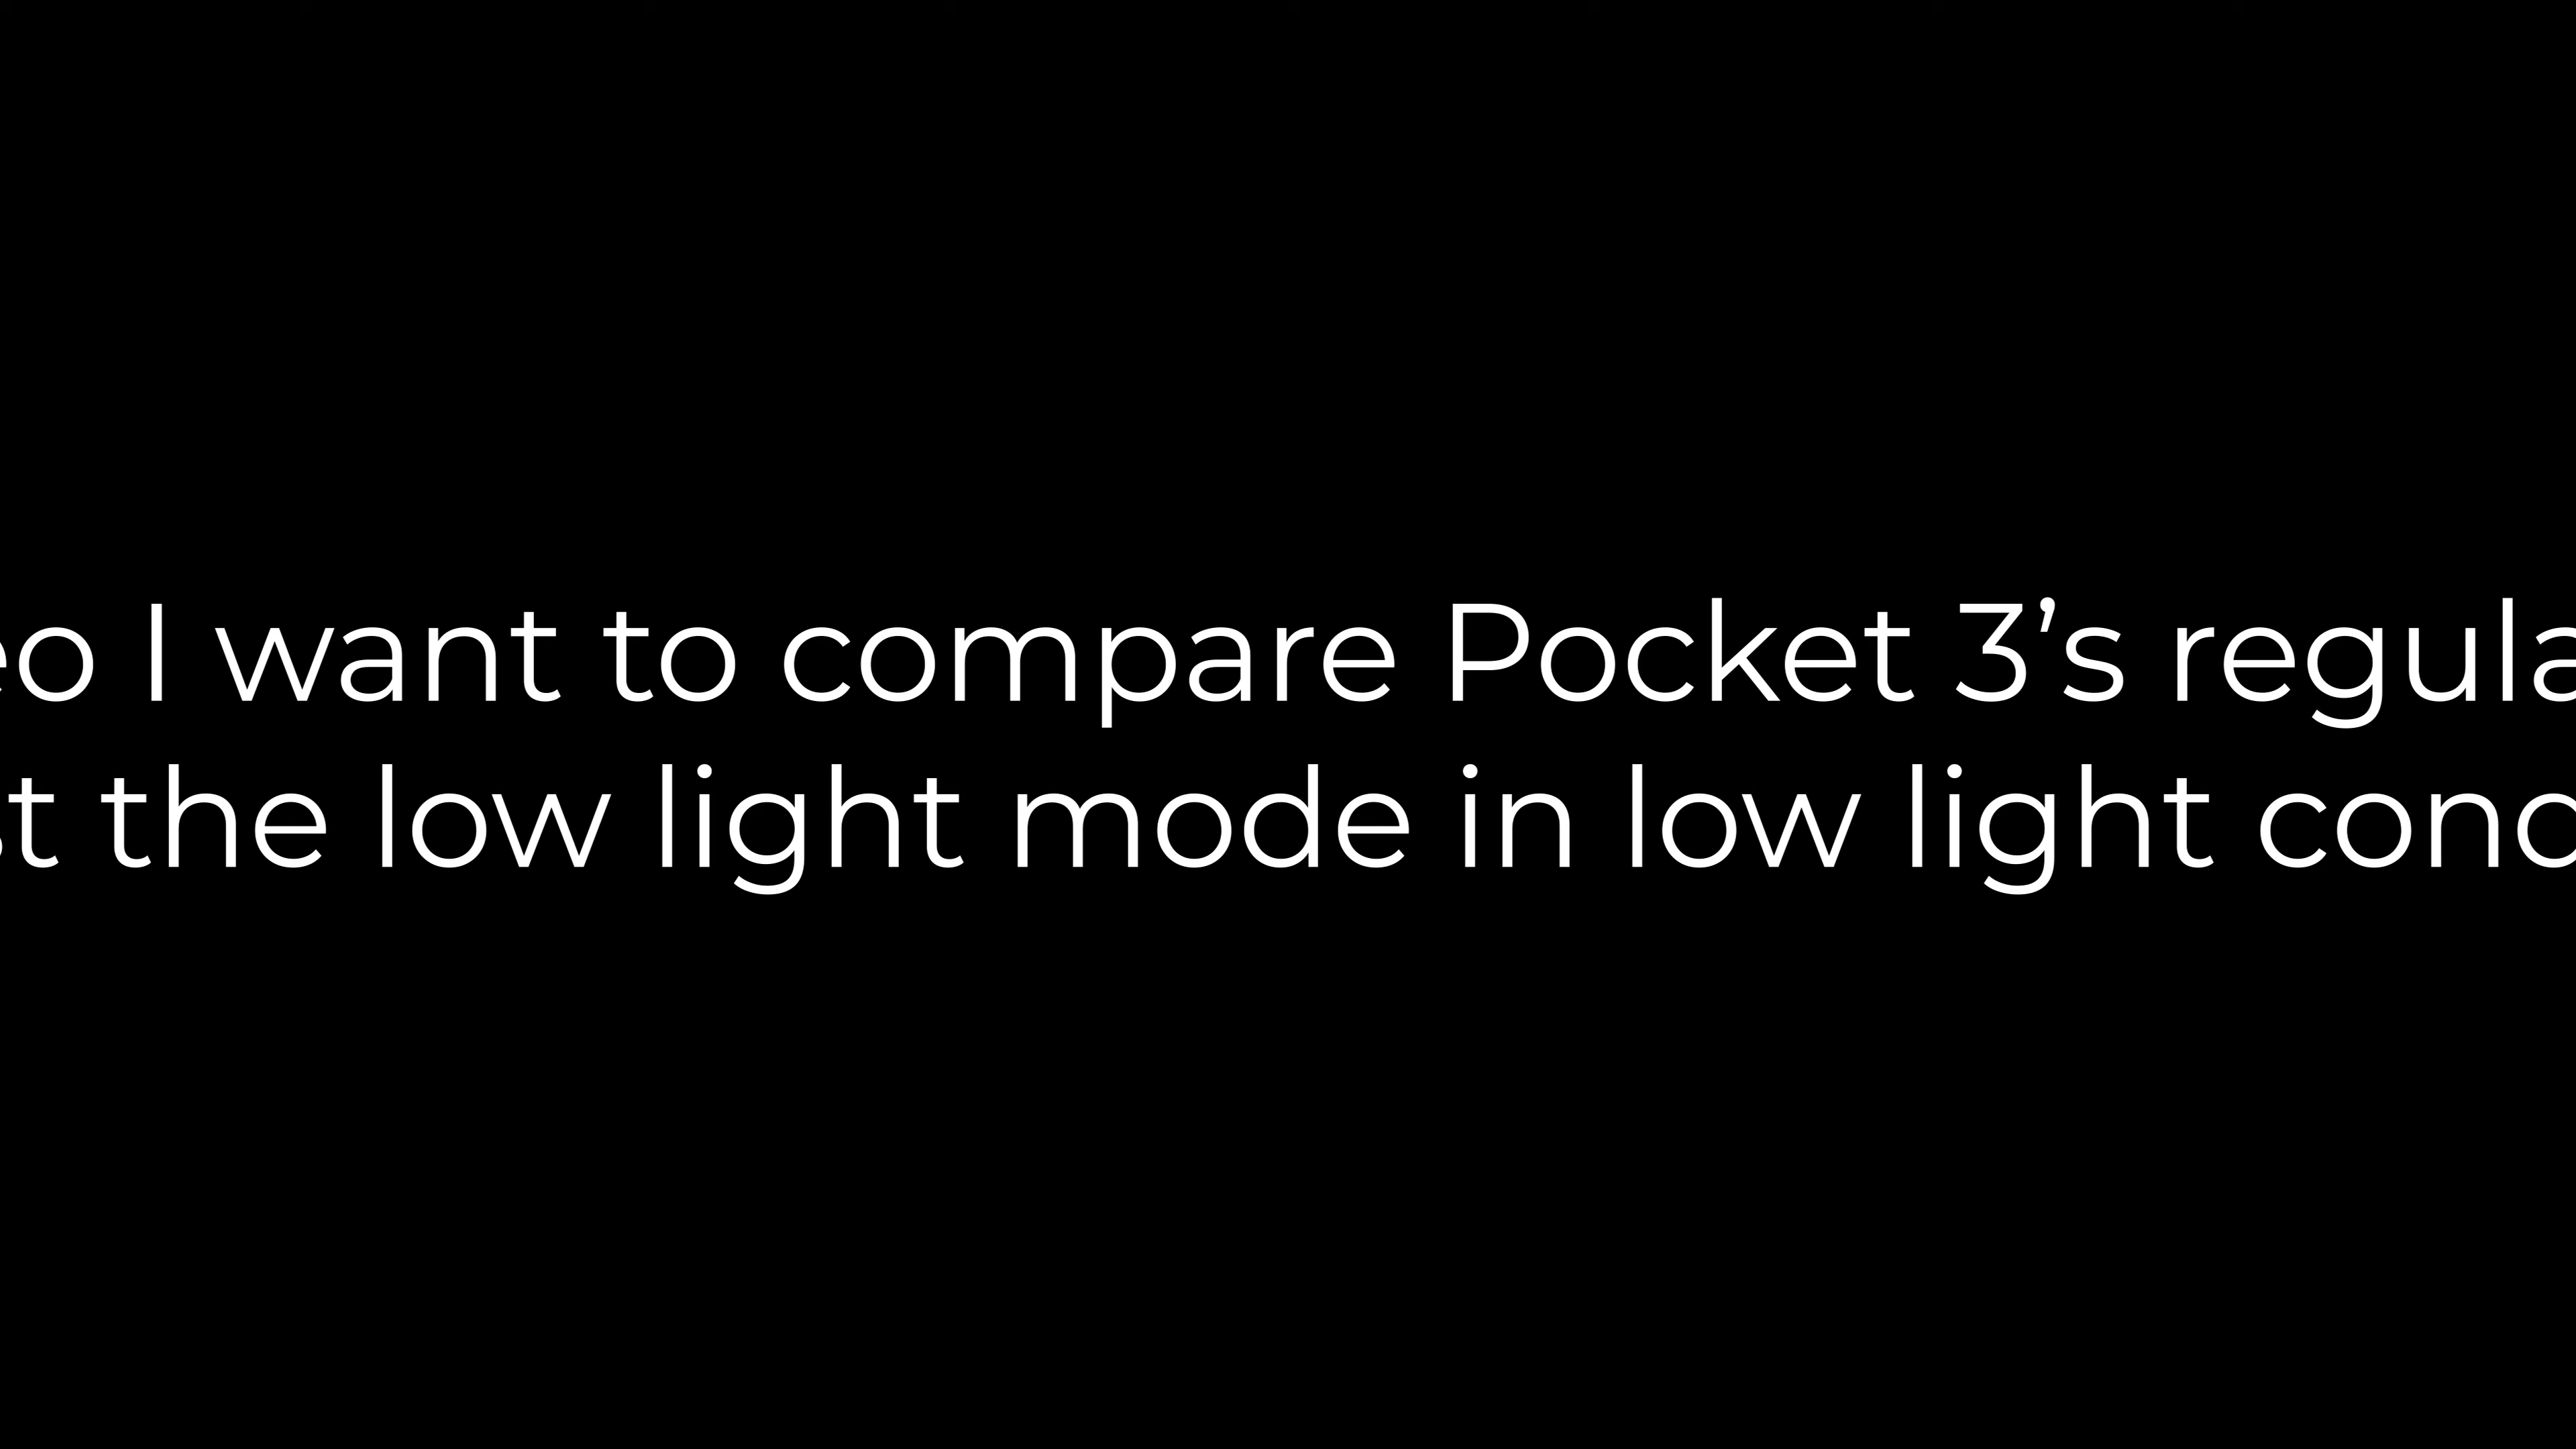 eo I want to compare Pocket 3’s regula
st the low light mode in low light cond